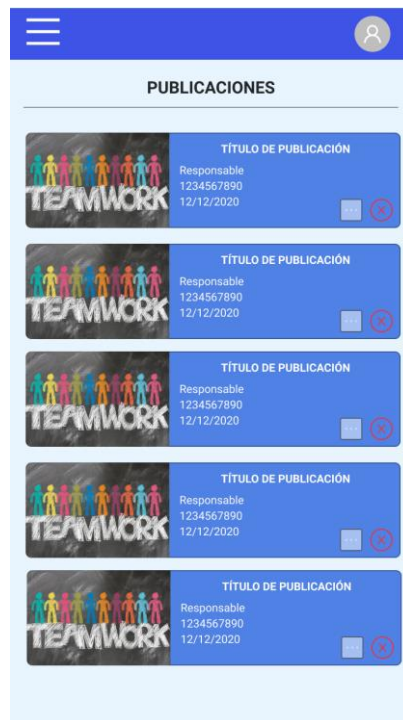 PUBLICACIONES
TÍTULO DE PUBLICACIÓN
TEAMWORK
Responsable
1234567890
12/12/2020
TÍTULO DE PUBLICACIÓN
TEAMWORK
Responsable
1234567890
12/12/2020
TÍTULO DE PUBLICACIÓN
TEAMWORK
Responsable
1234567890
12/12/2020
TÍTULO DE PUBLICACIÓN
TEAMWORK
Responsable
1234567890
12/12/2020
TÍTULO DE PUBLICACIÓN
TEAMWORK
Responsable
1234567890
12/12/2020